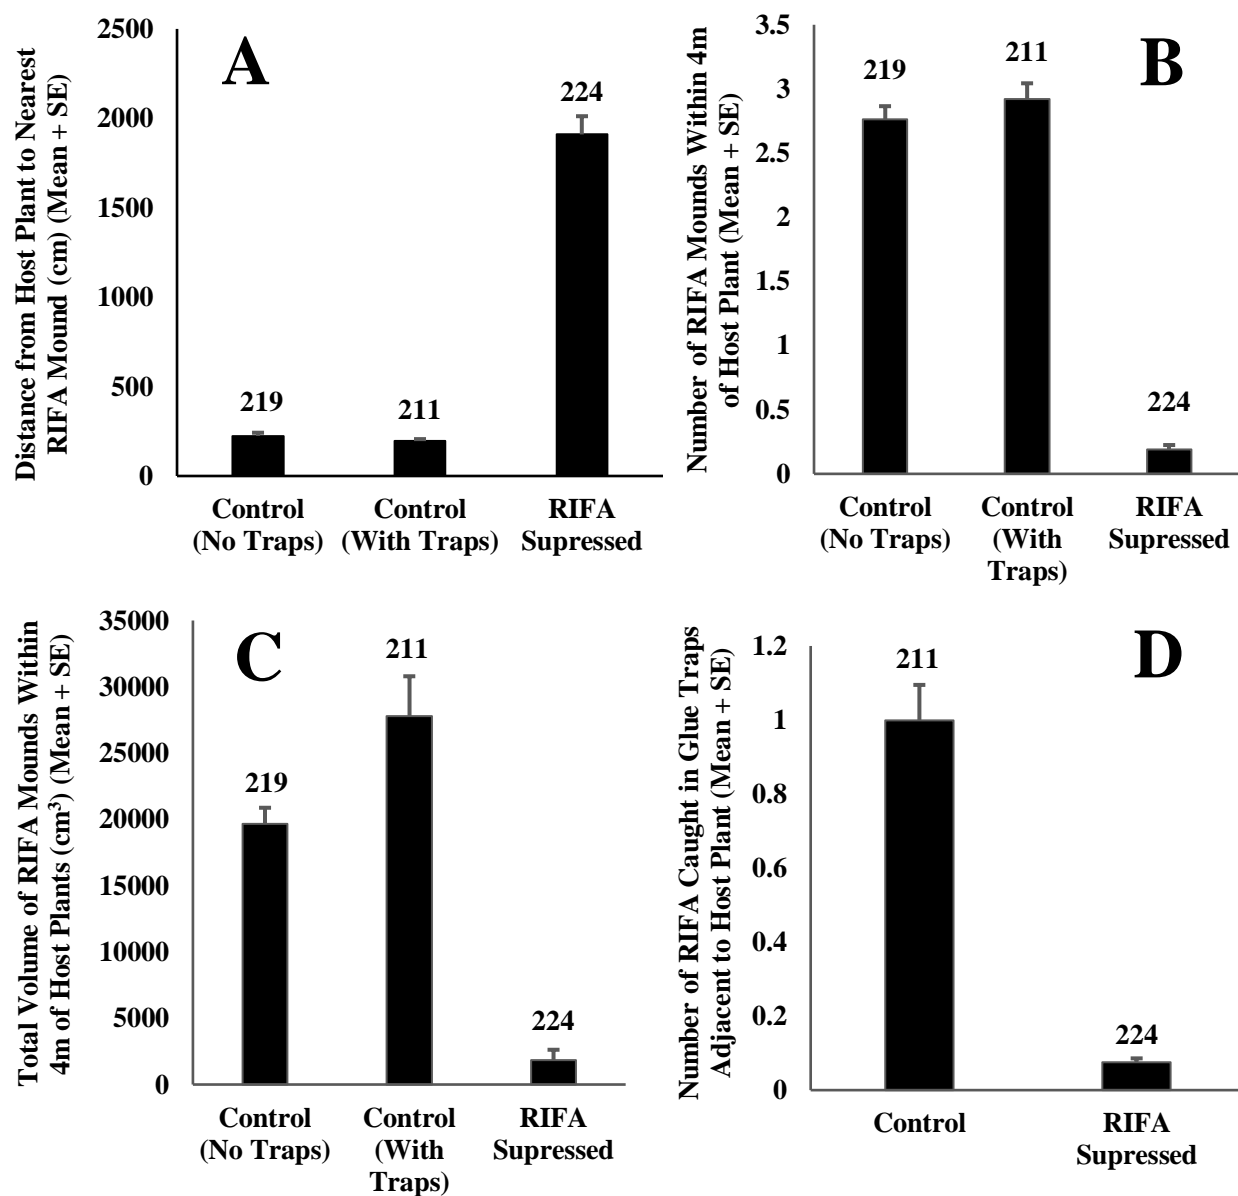 Distance from Host Plant to Nearest
RIFA Mound (cm) (Mean + SE)
2500
2000
1500
1000
500
0
A
219
211
224
Control
(No Traps)
Control
(With Traps)
RIFA
Supressed
Number of RIFA Mounds Within 4m
of Host Plant (Mean + SE)
3.5
3
2.5
2
1.5
1
0.5
0
B
219
211
224
Control
(No Traps)
Control
(With
Traps)
RIFA
Supressed
Total Volume of RIFA Mounds Within
4m of Host Plants (cm³) (Mean + SE)
35000
30000
25000
20000
15000
10000
5000
0
C
219
211
224
Control
(No Traps)
Control
(With
Traps)
RIFA
Supressed
Number of RIFA Caught in Glue Traps
Adjacent to Host Plant (Mean + SE)
1.2
1
0.8
0.6
0.4
0.2
0
D
211
224
Control
RIFA
Supressed